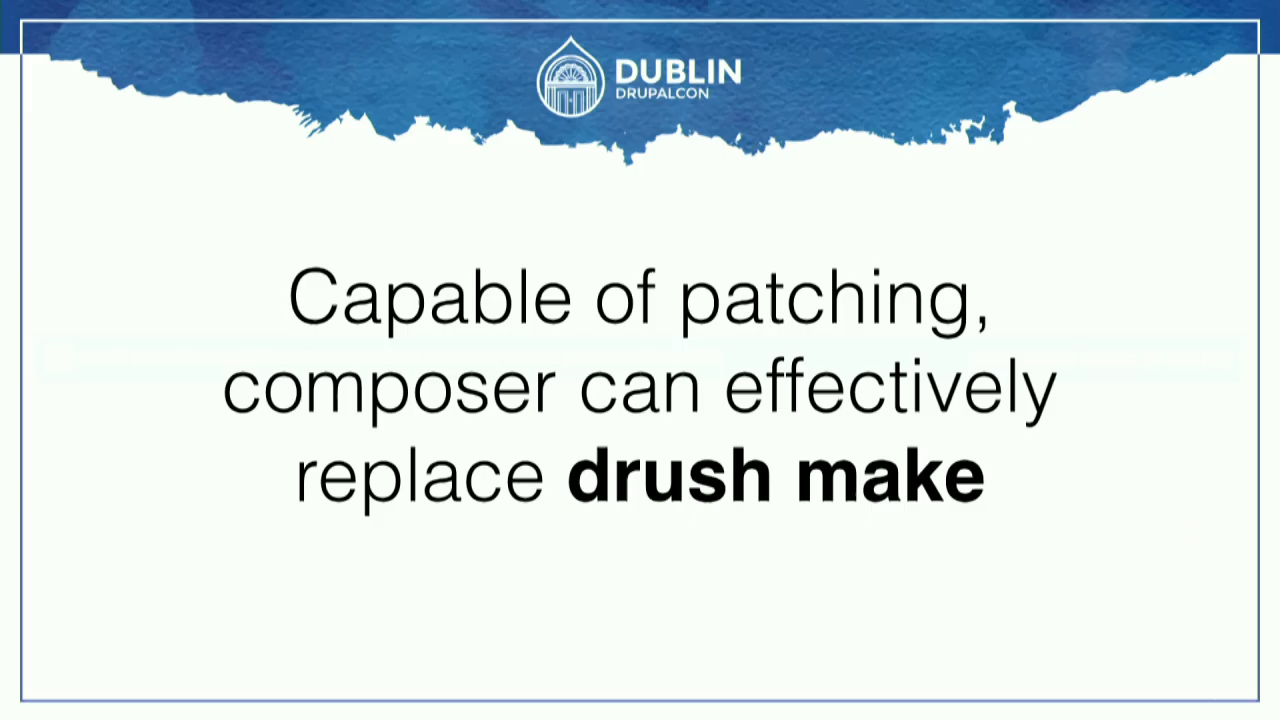 DUBLIN
DRUPALCON
Capable of patching,
composer can effectively
replace drush make